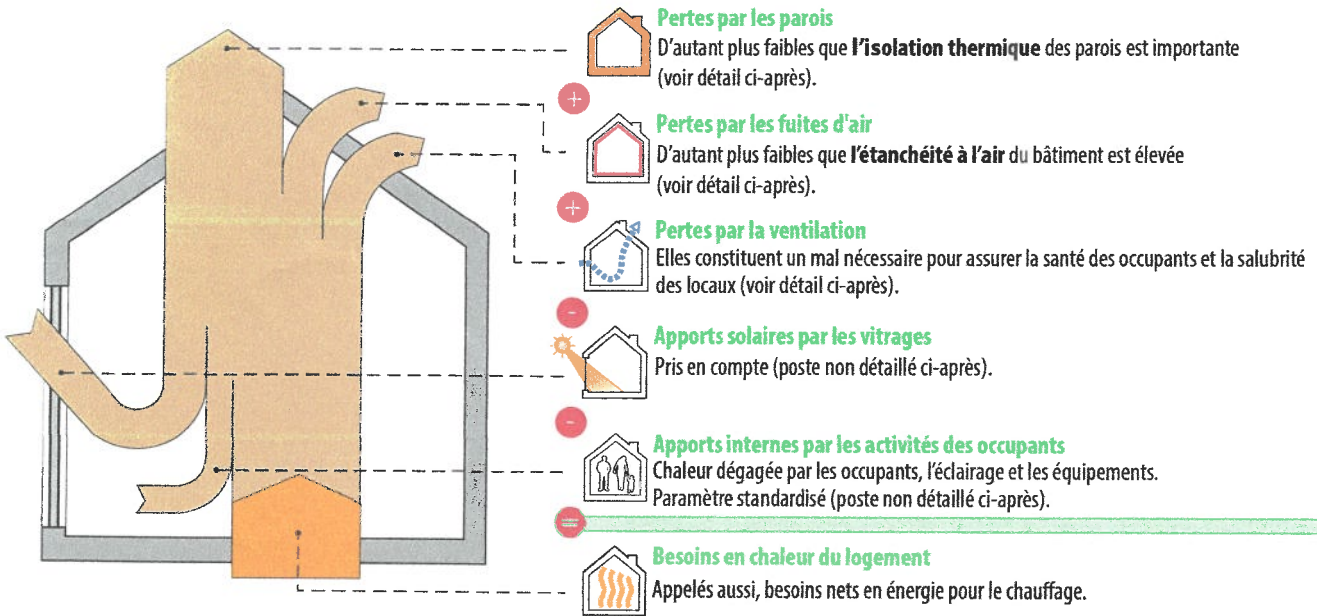 Pertes par les parois
D'autant plus faibles que l'isolation thermique des parois est importante
(voir détail ci-après).
+
Pertes par les fuites d'air
D'autant plus faibles que l'étanchéité à l'air du bâtiment est élevée
(voir détail ci-après).
+
Pertes par la ventilation
Elles constituent un mal nécessaire pour assurer la santé des occupants et la salubrité
des locaux (voir détail ci-après).
-
Apports solaires par les vitrages
Pris en compte (poste non détaillé ci-après).
-
Apports internes par les activités des occupants
Chaleur dégagée par les occupants, l'éclairage et les équipements.
Paramètre standardisé (poste non détaillé ci-après).
=
Besoins en chaleur du logement
Appelés aussi, besoins nets en énergie pour le chauffage.